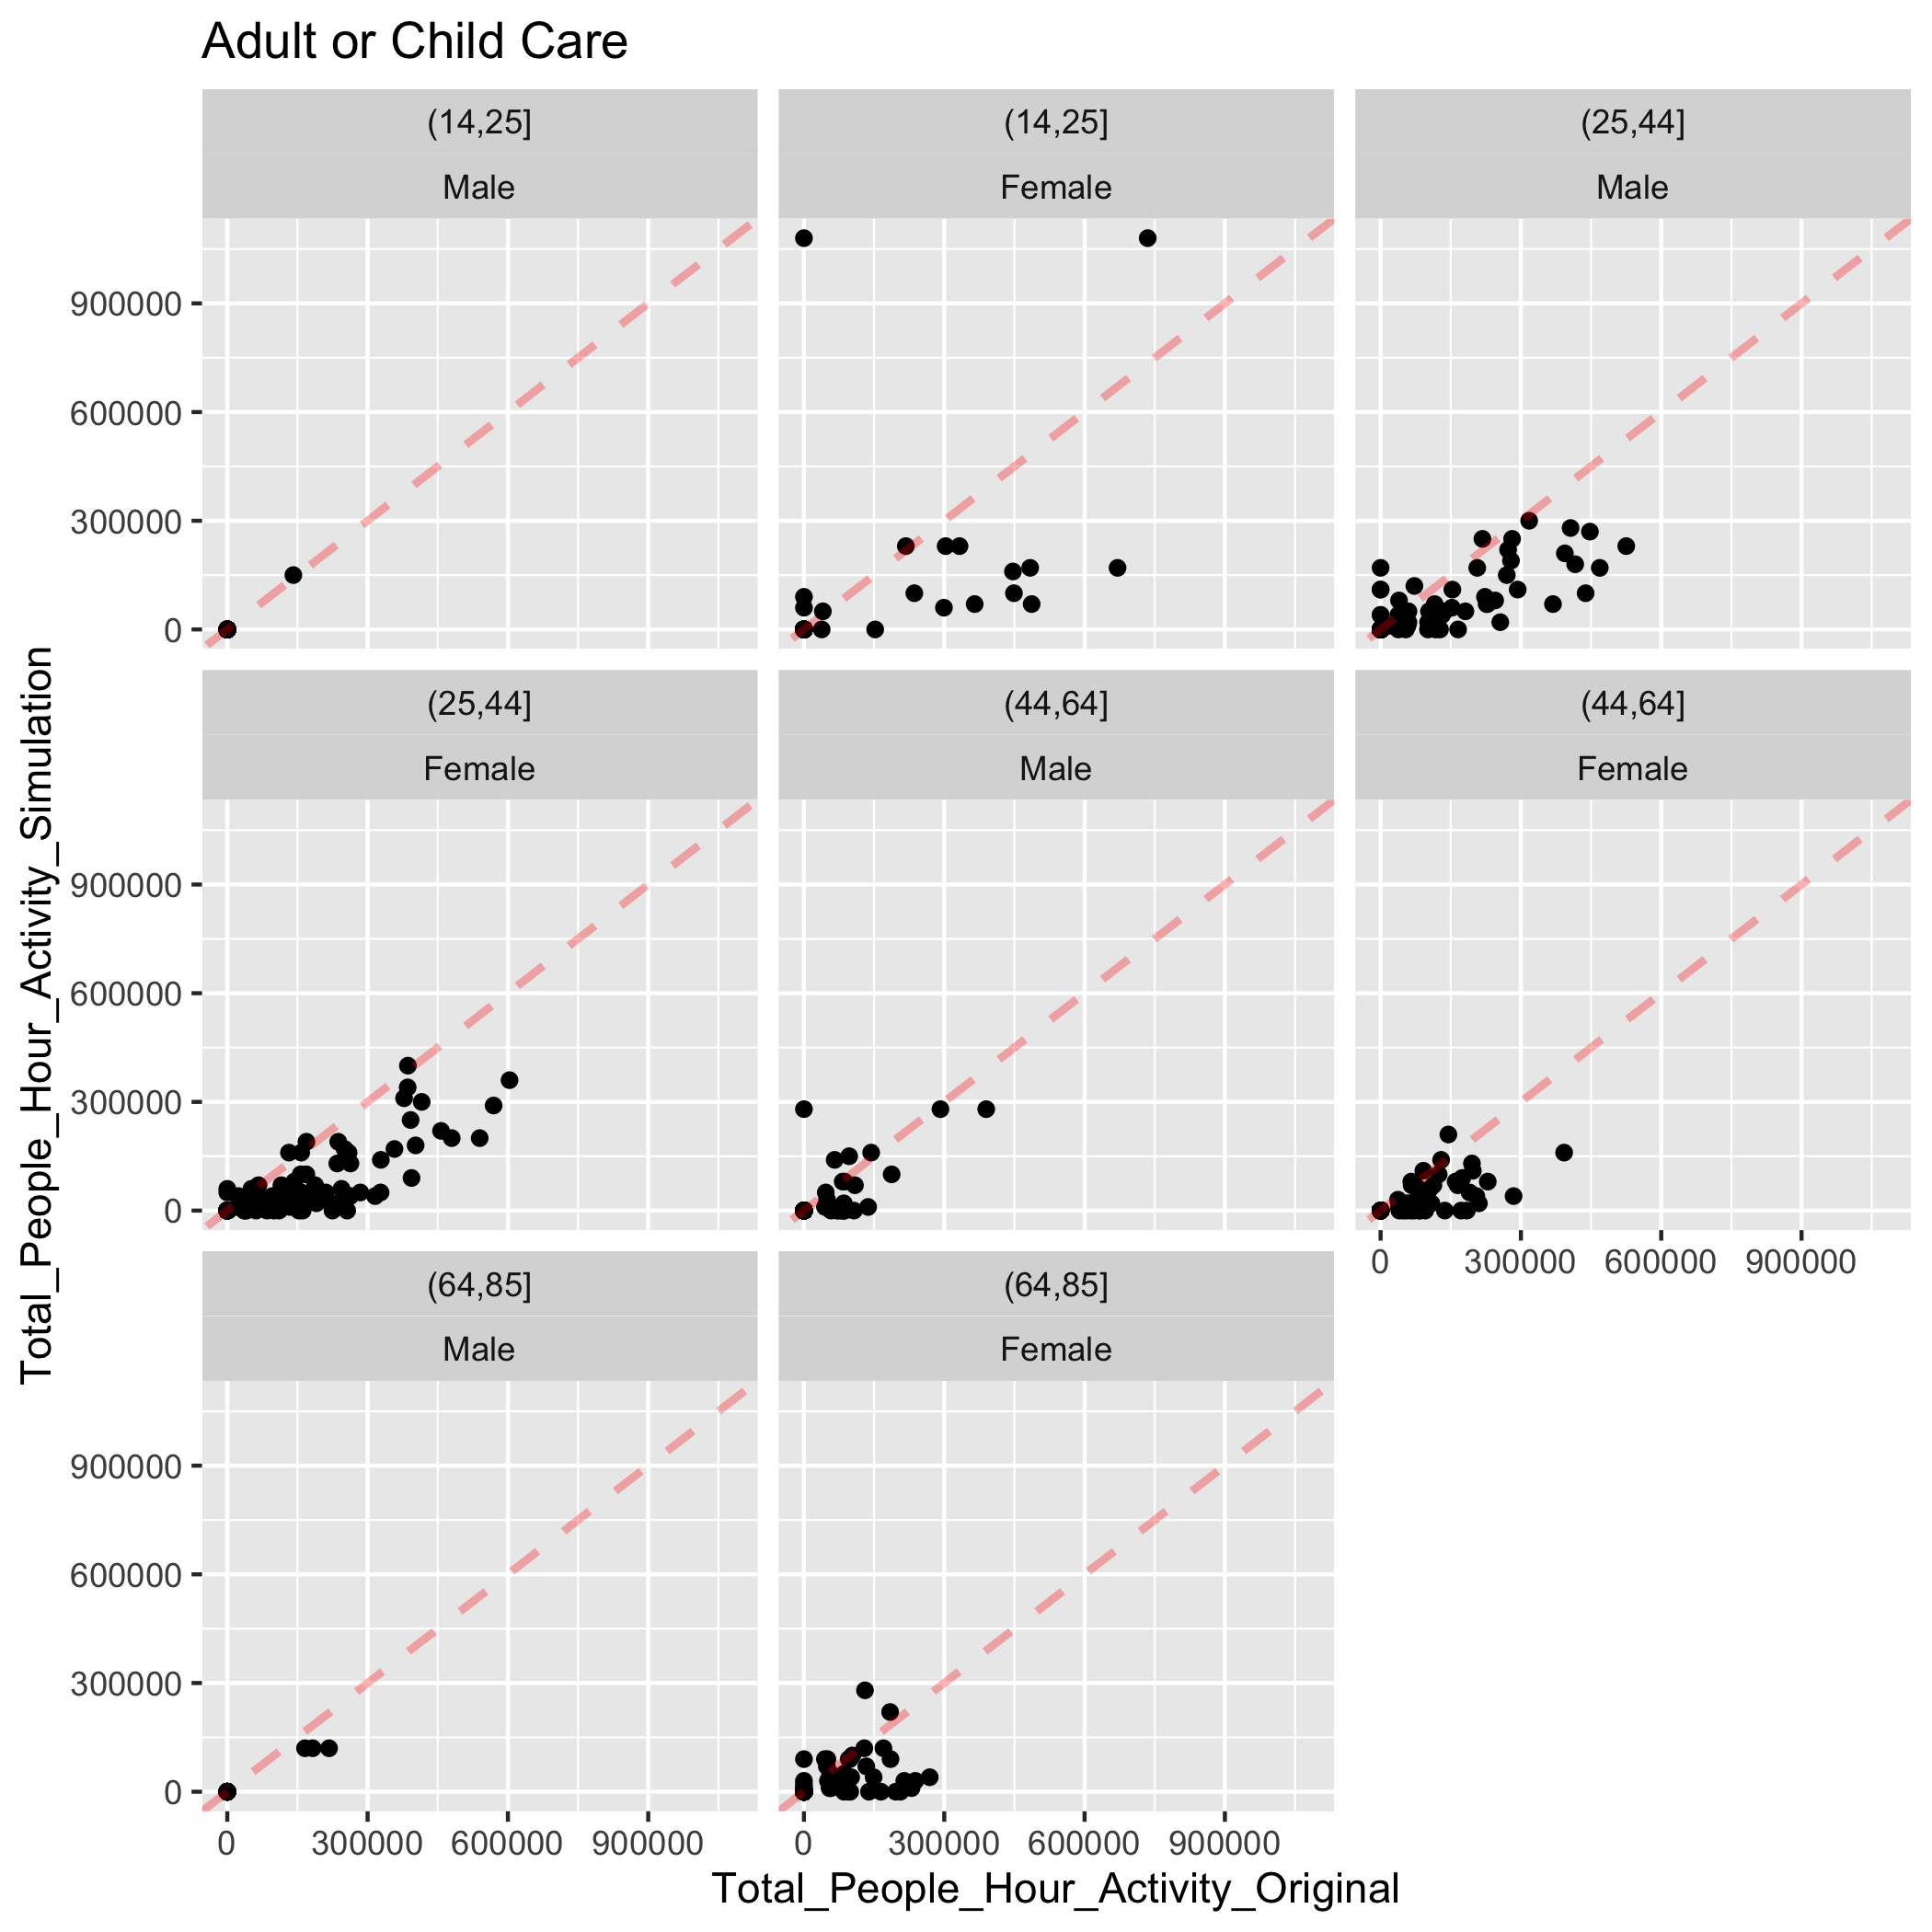 Adult or Child Care
(14,25]
Male
(14,25]
Female
(25,44]
Male
900000
600000
300000
0
(25,44]
Female
(44,64]
Male
(44,64]
Female
900000
600000
300000
0
0 300000 600000 900000
(64,85]
Male
(64,85]
Female
900000
600000
300000
0
0 300000 600000 900000
0 300000 600000 900000
Total_People_Hour_Activity_Simulation
Total_People_Hour_Activity_Original